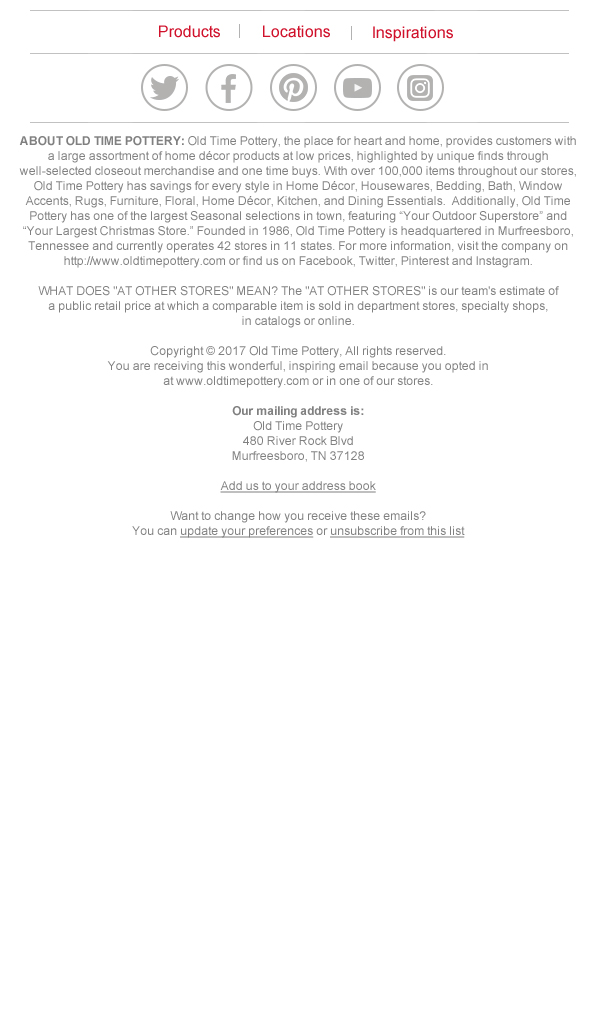 Products | Locations | Inspirations
ABOUT OLD TIME POTTERY: Old Time Pottery, the place for heart and home, provides customers with
a large assortment of home décor products at low prices, highlighted by unique finds through
well-selected closeout merchandise and one time buys. With over 100,000 items throughout our stores,
Old Time Pottery has savings for every style in Home Décor, Housewares, Bedding, Bath, Window
Accents, Rugs, Furniture, Floral, Home Décor, Kitchen, and Dining Essentials.  Additionally, Old Time
Pottery has one of the largest Seasonal selections in town, featuring “Your Outdoor Superstore” and
“Your Largest Christmas Store.” Founded in 1986, Old Time Pottery is headquartered in Murfreesboro,
Tennessee and currently operates 42 stores in 11 states. For more information, visit the company on
http://www.oldtimepottery.com or find us on Facebook, Twitter, Pinterest and Instagram.
WHAT DOES "AT OTHER STORES" MEAN? The "AT OTHER STORES" is our team's estimate of
a public retail price at which a comparable item is sold in department stores, specialty shops,
in catalogs or online.
Copyright © 2017 Old Time Pottery, All rights reserved.
You are receiving this wonderful, inspiring email because you opted in
at www.oldtimepottery.com or in one of our stores.
Our mailing address is:
Old Time Pottery
480 River Rock Blvd
Murfreesboro, TN 37128
Add us to your address book
Want to change how you receive these emails?
You can update your preferences or unsubscribe from this list